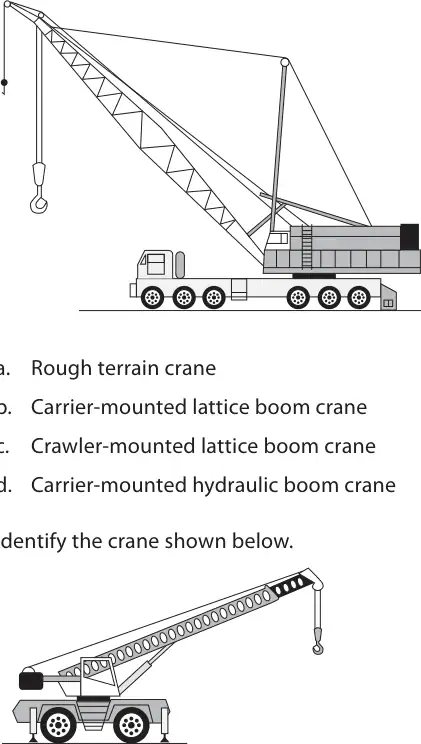 a. Rough terrain crane
b. Carrier-mounted lattice boom crane
c. Crawler-mounted lattice boom crane
d. Carrier-mounted hydraulic boom crane
dentify the crane shown below.